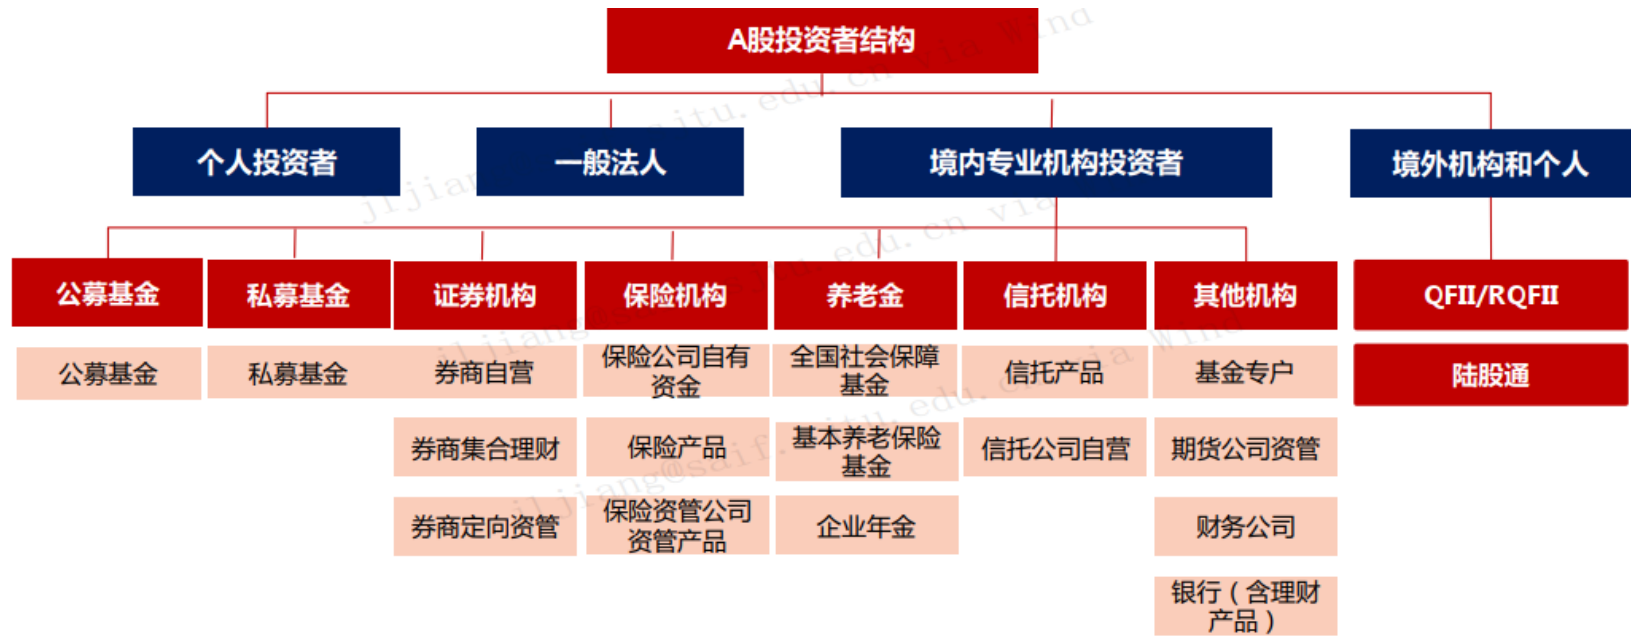 A股投资者结构
个人投资者
一般法人
境内专业机构投资者
境外机构和个人
公募基金
私募基金
证券机构
保险机构
养老金
信托机构
其他机构
QFII/RQFII
公募基金
私募基金
券商自营
保险公司自有
资金
全国社会保障
基金
信托产品
基金专户
陆股通
券商集合理财
保险产品
基本养老保险
基金
信托公司自营
期货公司资管
券商定向资管
保险资管公司
资管产品
企业年金
财务公司
银行（含理财
产品）